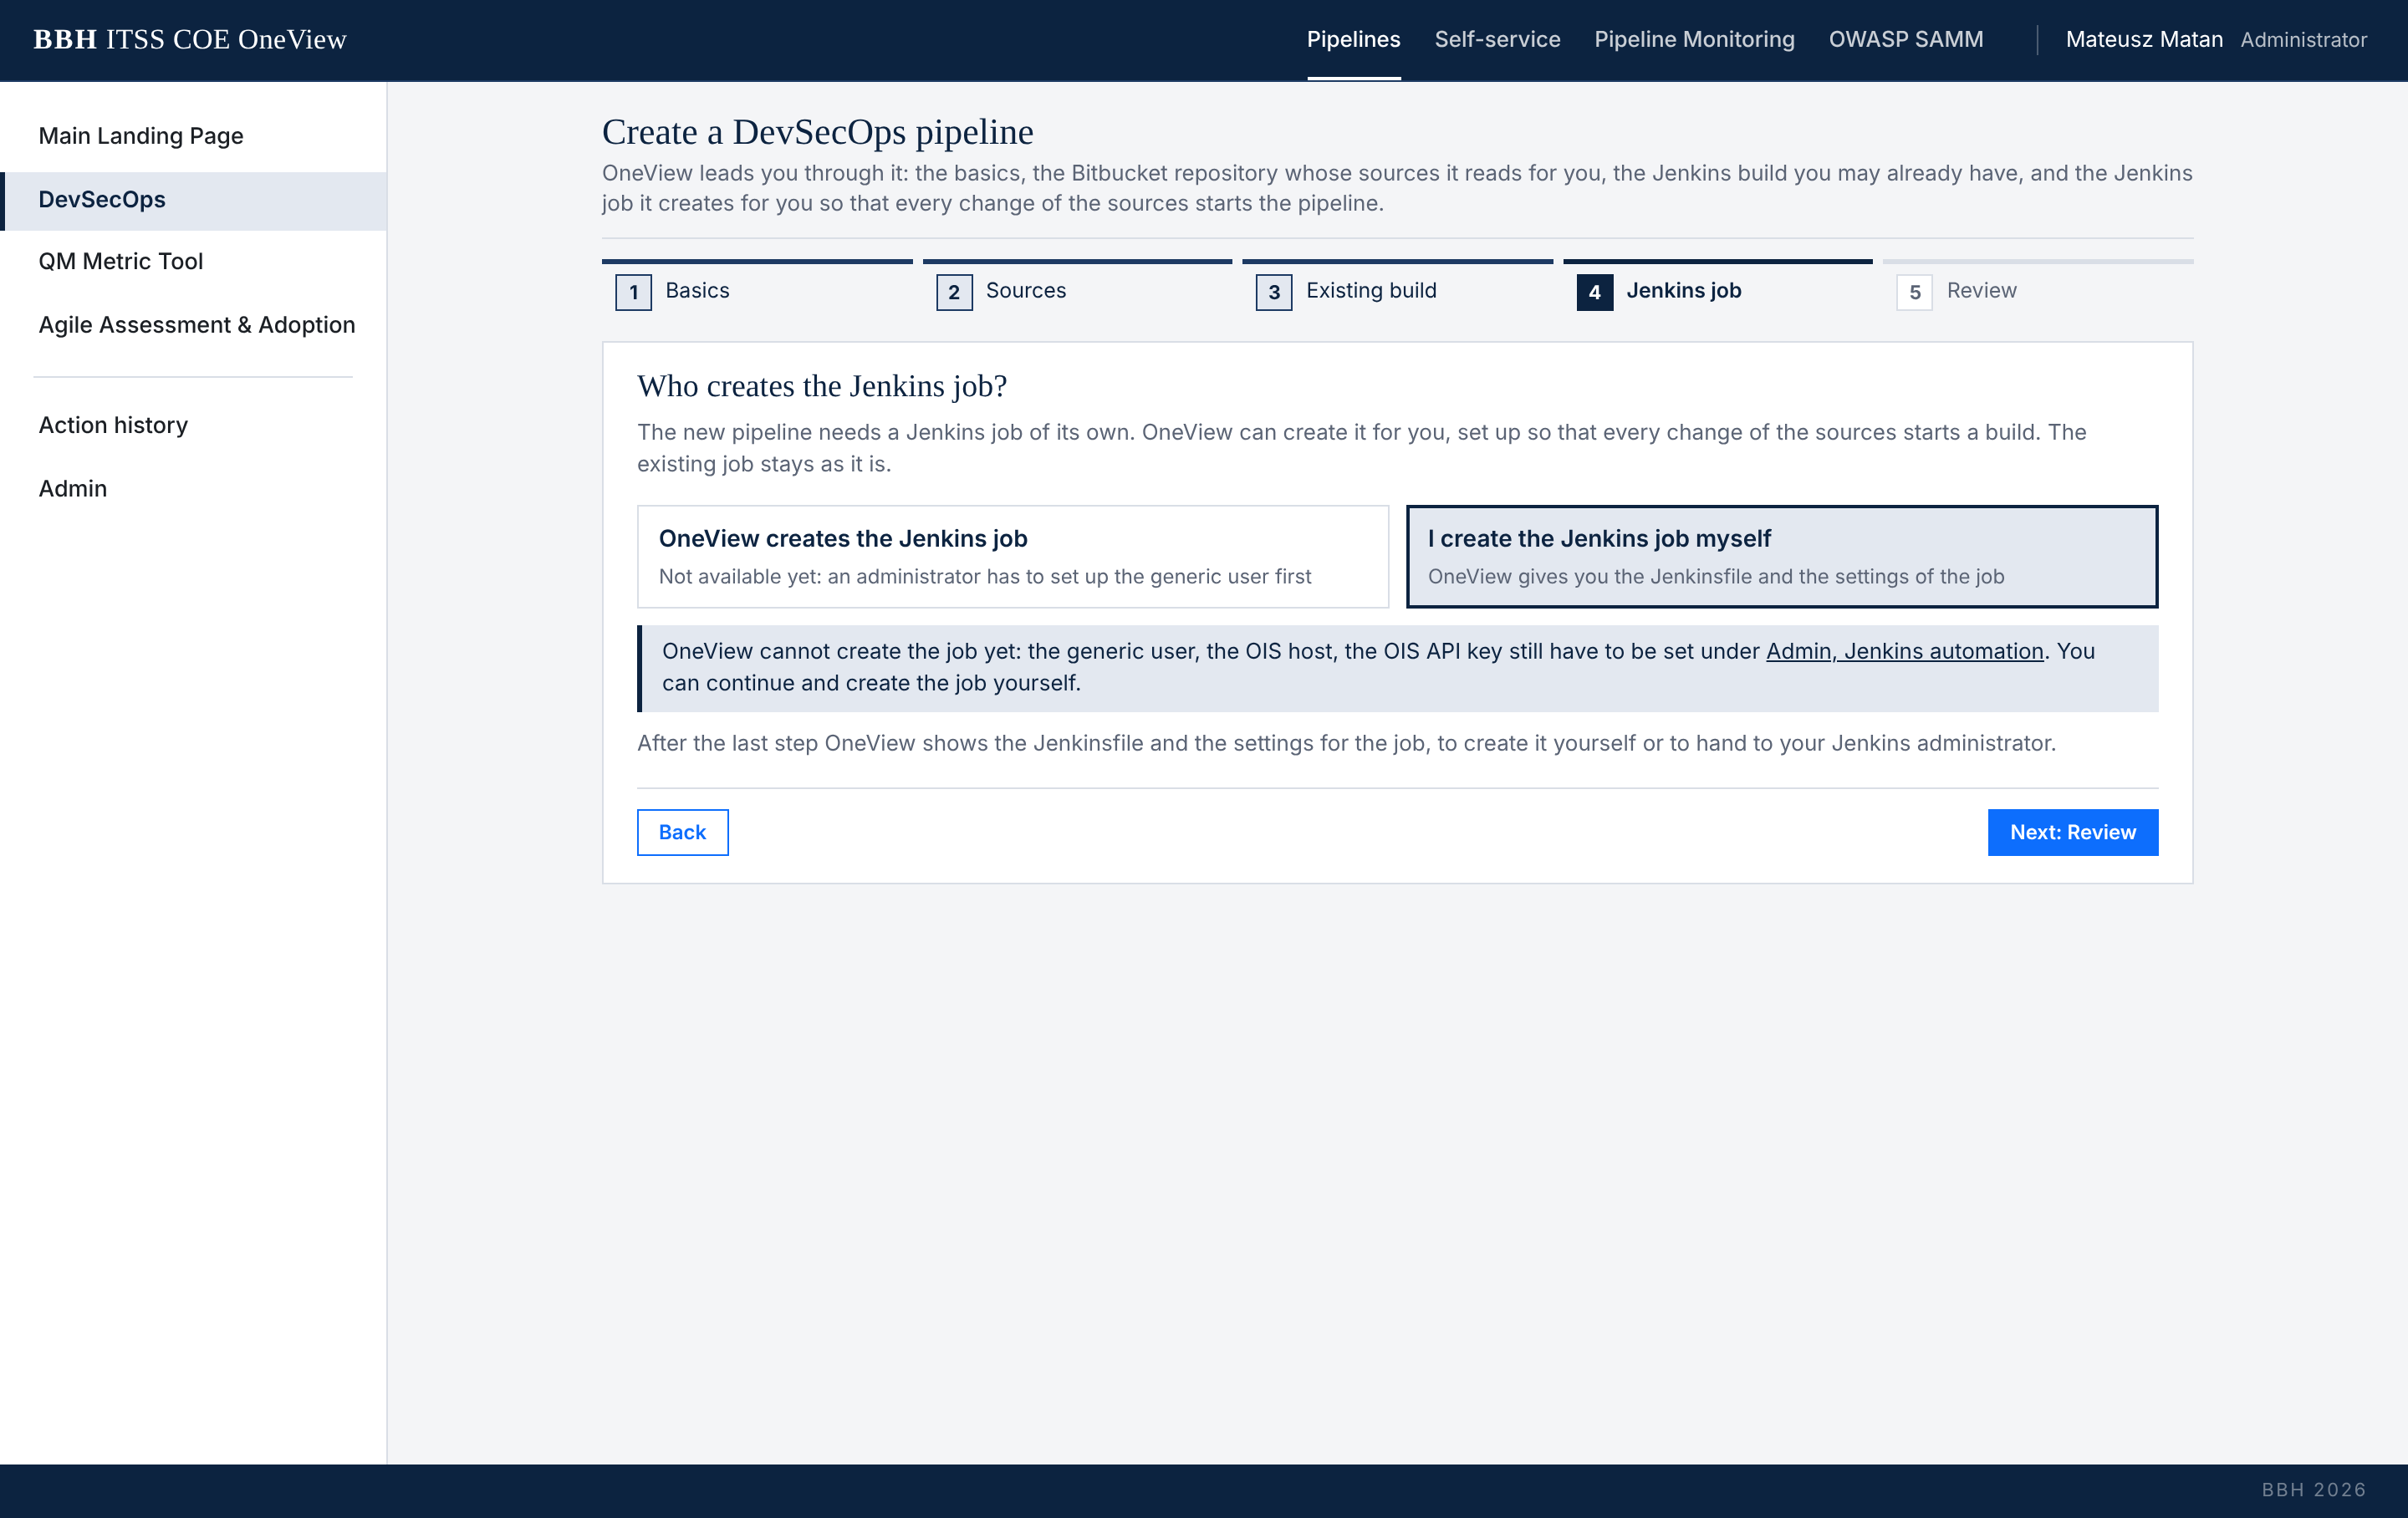 BBH ITSS COE OneView
Pipelines
Self-service
Pipeline Monitoring
OWASP SAMM
Mateusz Matan
Administrator
Main Landing Page
DevSecOps
QM Metric Tool
Agile Assessment & Adoption
Action history
Admin
Create a DevSecOps pipeline
OneView leads you through it: the basics, the Bitbucket repository whose sources it reads for you, the Jenkins build you may already have, and the Jenkins
job it creates for you so that every change of the sources starts the pipeline.
1 Basics
2 Sources
3 Existing build
4 Jenkins job
5 Review
Who creates the Jenkins job?
The new pipeline needs a Jenkins job of its own. OneView can create it for you, set up so that every change of the sources starts a build. The
existing job stays as it is.
OneView creates the Jenkins job
Not available yet: an administrator has to set up the generic user first
I create the Jenkins job myself
OneView gives you the Jenkinsfile and the settings of the job
OneView cannot create the job yet: the generic user, the OIS host, the OIS API key still have to be set under Admin, Jenkins automation. You
can continue and create the job yourself.
After the last step OneView shows the Jenkinsfile and the settings for the job, to create it yourself or to hand to your Jenkins administrator.
Back
Next: Review
BBH 2026